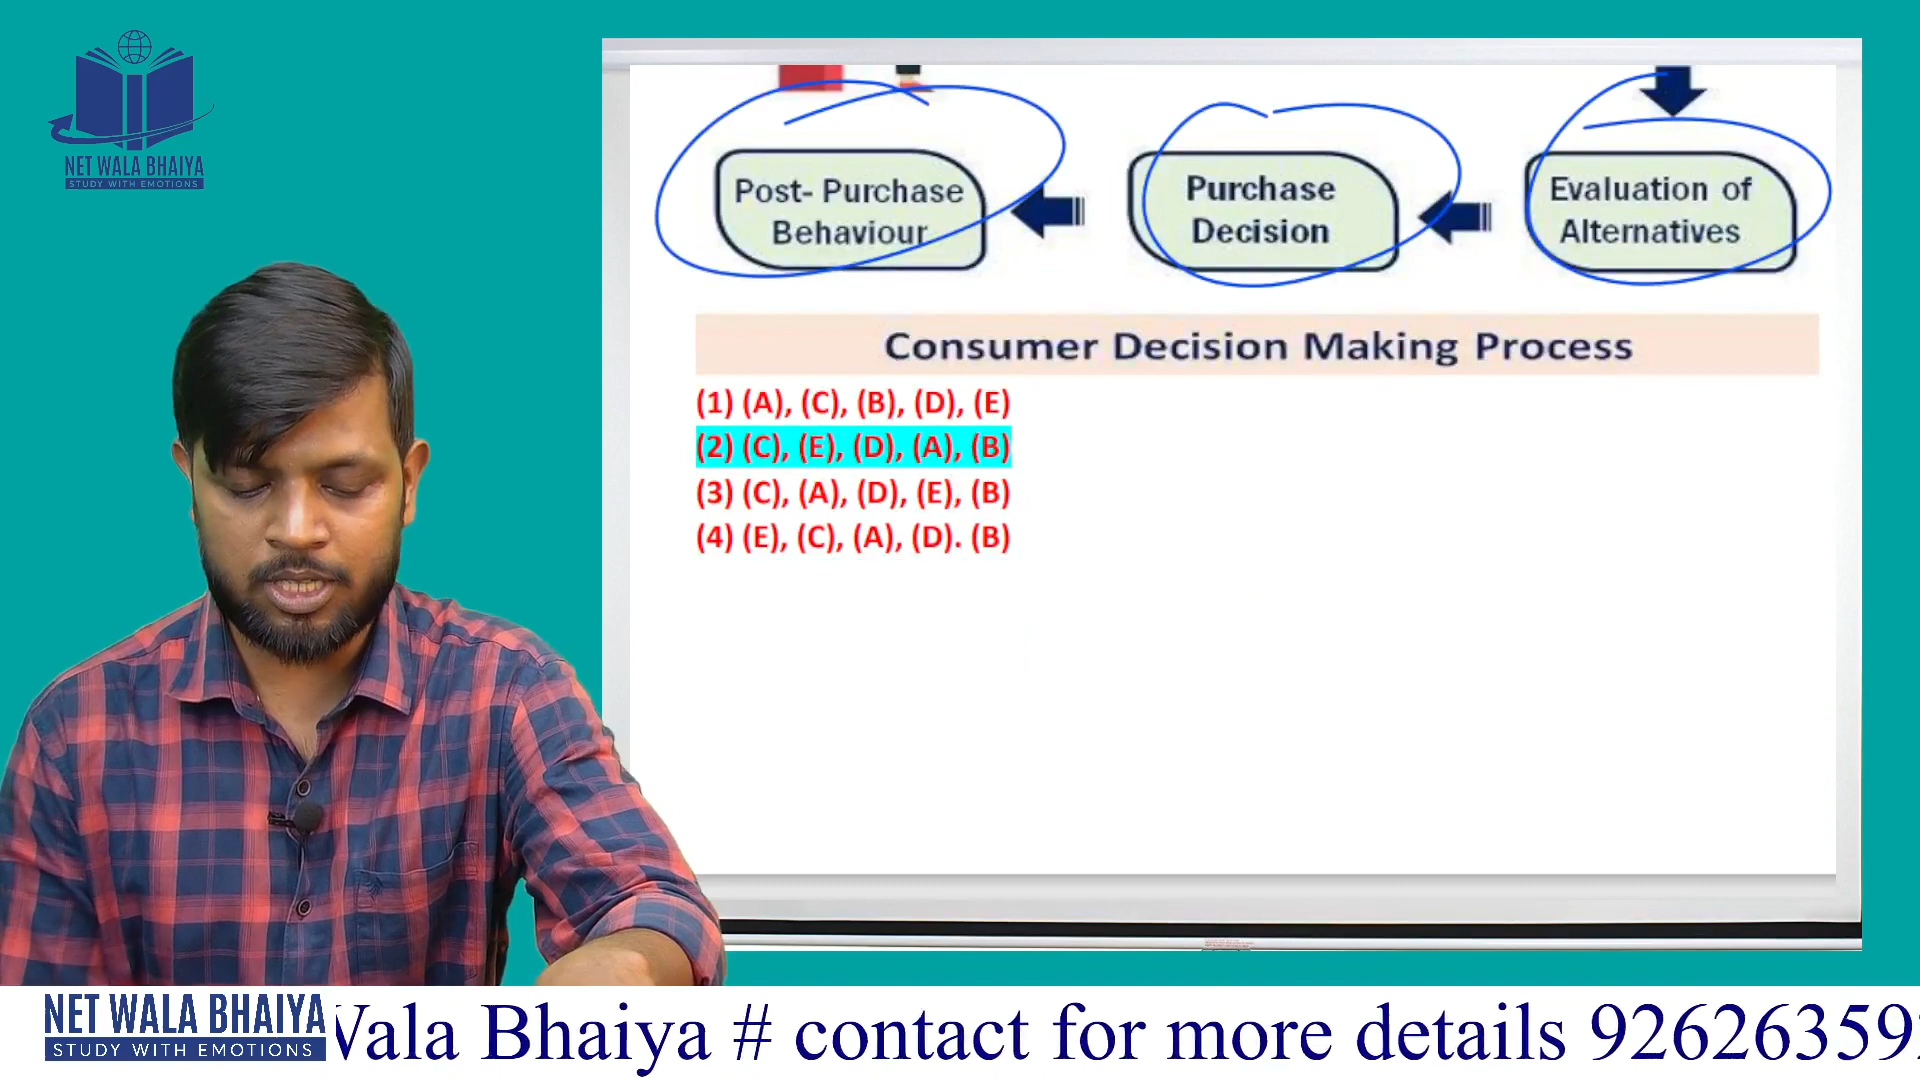 NET WALA BHAIYA
STUDY WITH EMOTIONS
Post- Purchase
Behaviour
Purchase
Decision
Evaluation of
Alternatives
Consumer Decision Making Process
(1) (A), (C), (B), (D), (E)
(2) (C), (E), (D), (A), (B)
(3) (C), (A), (D), (E), (B)
(4) (E), (C), (A), (D). (B)
NET WALA BHAIYA
STUDY WITH EMOTIONS
Bhaiya # contact for more details 92626359